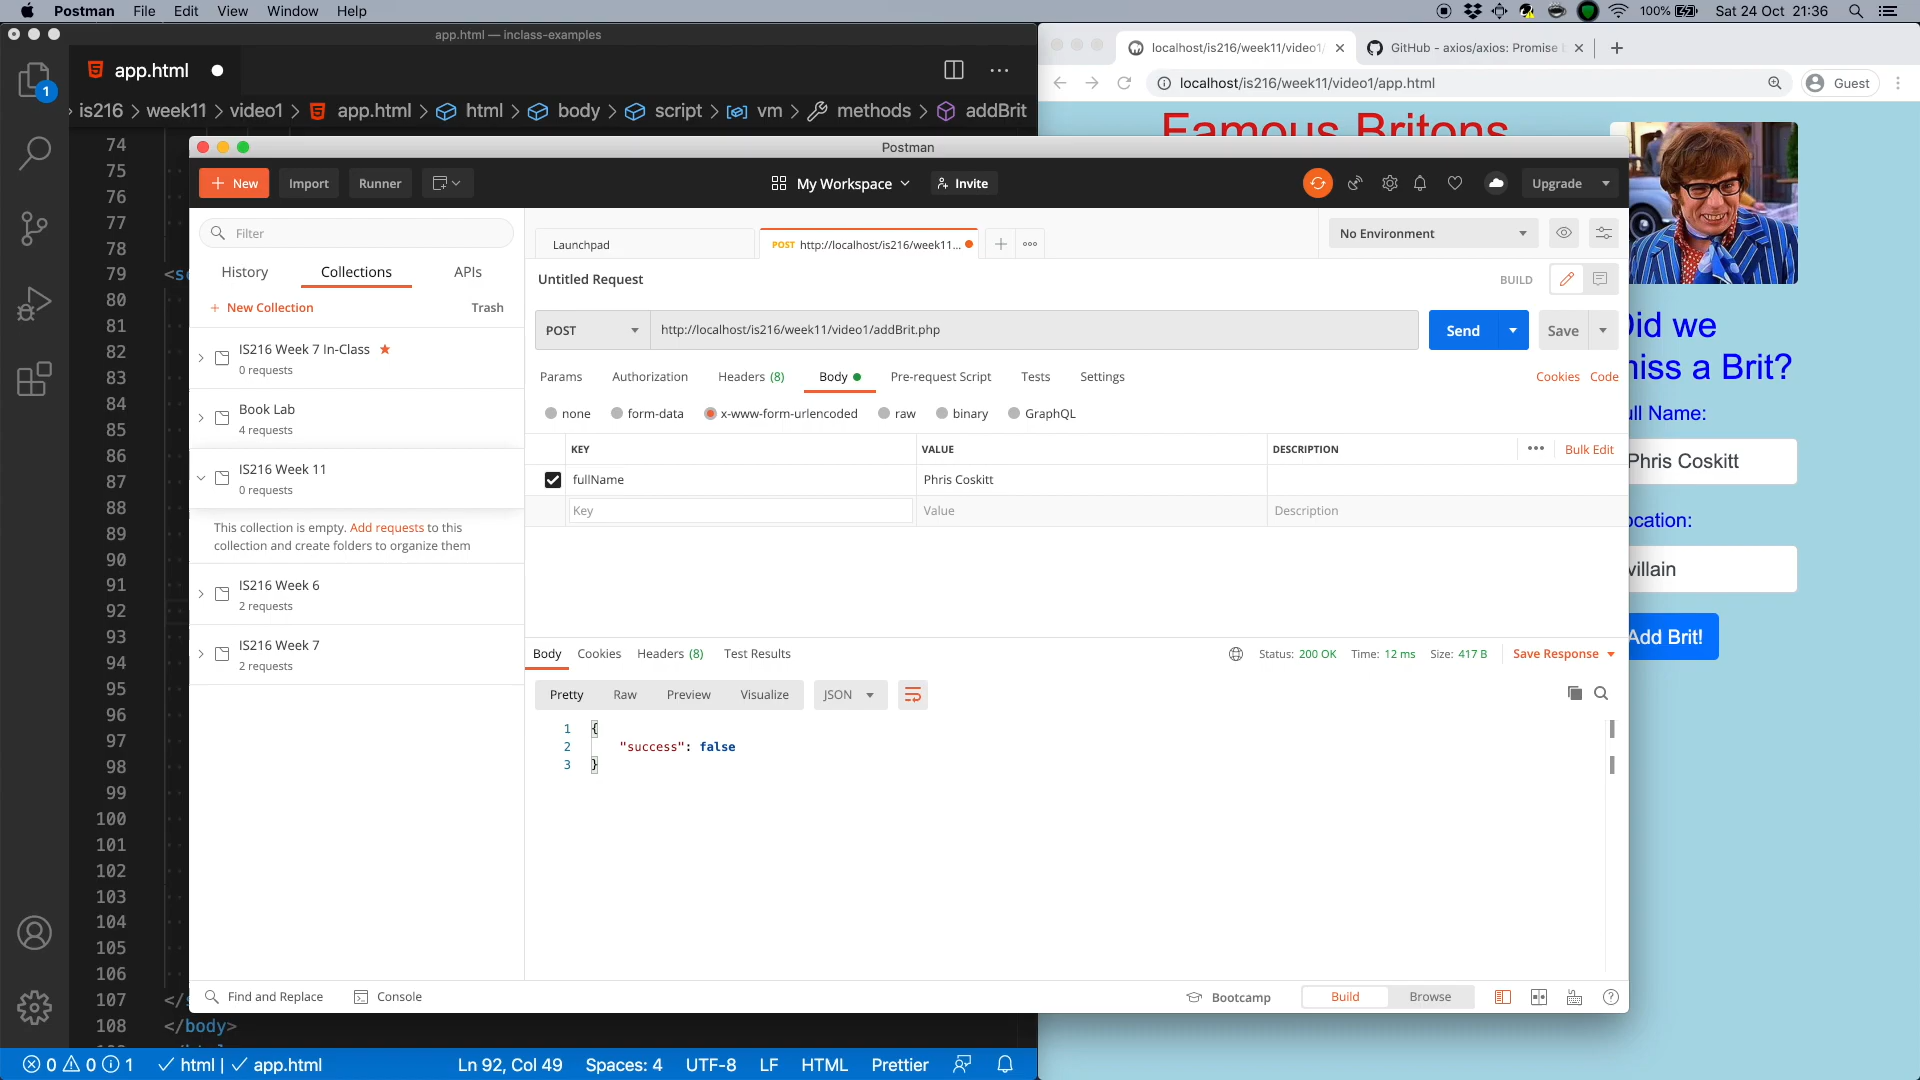 Postman File Edit View Window Help
100% Sat 24 Oct 21:36
app.html — inclass-examples
app.html
is216 > week11 > video1 > app.html > html > body > script > vm > methods > addBrit
1
74
75
76
77
78
79 <s
80
81
82
83
84
85
86
87
88
89
90
91
92
93
94
95
96
97
98
99
100
101
102
103
104
105
106
107 </s
108 </body>
0 0 1 html | app.html Ln 92, Col 49 Spaces: 4 UTF-8 LF HTML Prettier
localhost/is216/week11/video1/
GitHub - axios/axios: Promise
localhost/is216/week11/video1/app.html
Guest
Famous Britons
Did we
miss a Brit?
Full Name:
Phris Coskitt
Location:
villain
Add Brit!
Postman
New Import Runner
My Workspace Invite
Upgrade
Filter
History Collections APIs
+ New Collection Trash
IS216 Week 7 In-Class
0 requests
Book Lab
4 requests
IS216 Week 11
0 requests
This collection is empty. Add requests to this
collection and create folders to organize them
IS216 Week 6
2 requests
IS216 Week 7
2 requests
Launchpad
POST http://localhost/is216/week11...
No Environment
Untitled Request
BUILD
POST http://localhost/is216/week11/video1/addBrit.php
Send Save
Params Authorization Headers (8) Body Pre-request Script Tests Settings
Cookies Code
none form-data x-www-form-urlencoded raw binary GraphQL
KEY VALUE DESCRIPTION
Bulk Edit
fullName Phris Coskitt
Key Value Description
Body Cookies Headers (8) Test Results
Status: 200 OK Time: 12 ms Size: 417 B
Save Response
Pretty Raw Preview Visualize JSON
1 {
2 "success": false
3 }
Find and Replace Console
Bootcamp Build Browse